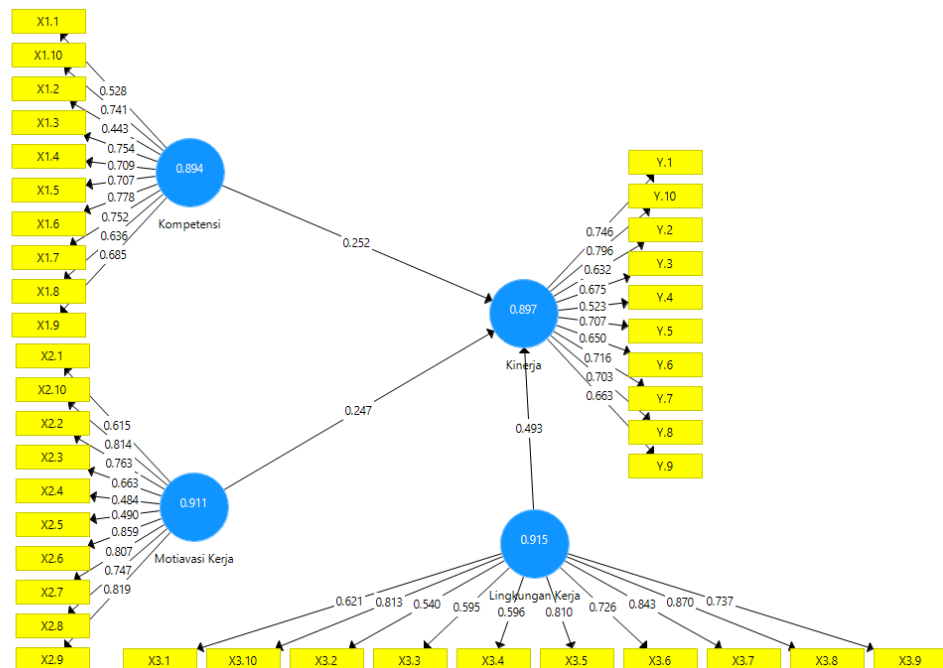 X1.1
X1.10
X1.2
X1.3
X1.4
X1.5
X1.6
X1.7
X1.8
X1.9
0.528
0.741
0.443
0.754
0.709
0.707
0.778
0.752
0.636
0.685
0.894
Kompetensi
0.252
X2.1
X2.10
X2.2
X2.3
X2.4
X2.5
X2.6
X2.7
X2.8
X2.9
0.615
0.814
0.763
0.663
0.484
0.490
0.859
0.807
0.747
0.819
0.911
Motiavasi Kerja
0.247
0.897
Kinerja
0.746
0.796
0.632
0.675
0.523
0.707
0.650
0.716
0.703
0.663
Y.1
Y.10
Y.2
Y.3
Y.4
Y.5
Y.6
Y.7
Y.8
Y.9
0.493
0.915
Lingkungan Kerja
0.621
0.813
0.540
0.595
0.596
0.810
0.726
0.843
0.870
0.737
X3.1
X3.10
X3.2
X3.3
X3.4
X3.5
X3.6
X3.7
X3.8
X3.9